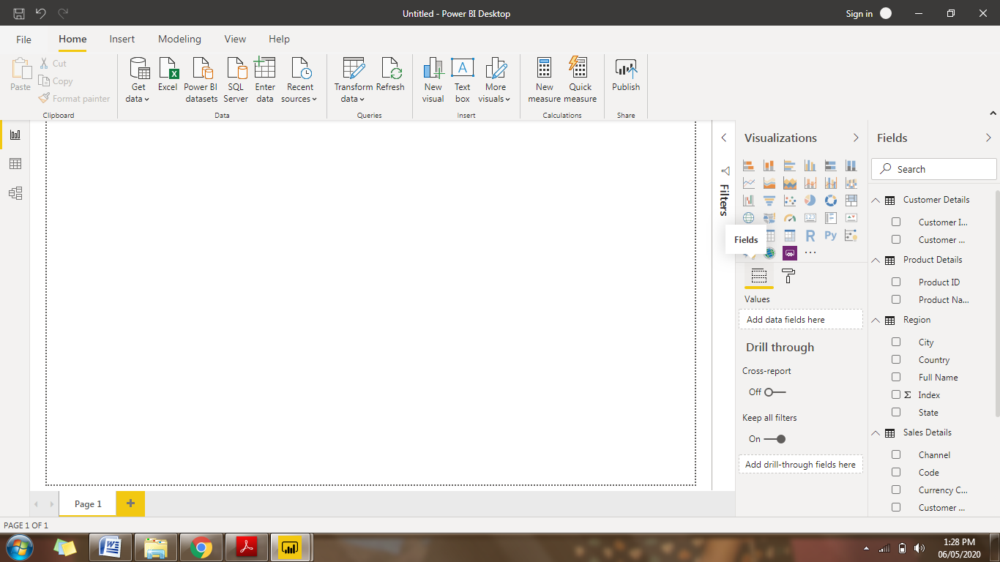 Untitled - Power BI Desktop
Sign in
File Home Insert Modeling View Help
Paste
Cut
Copy
Format painter
Clipboard
Get data
Excel
Power BI datasets
SQL Server
Enter data
Recent sources
Data
Transform data
Refresh
Queries
New visual
Text box
More visuals
Insert
New measure
Quick measure
Calculations
Publish
Share
Filters
Visualizations
123
R
Py
Fields
Values
Add data fields here
Drill through
Cross-report
Off
Keep all filters
On
Add drill-through fields here
Fields
Search
Customer Details
Customer I...
Customer ...
Product Details
Product ID
Product Na...
Region
City
Country
Full Name
Σ Index
State
Sales Details
Channel
Code
Currency C...
Customer ...
Page 1
PAGE 1 OF 1
1:28 PM
06/05/2020